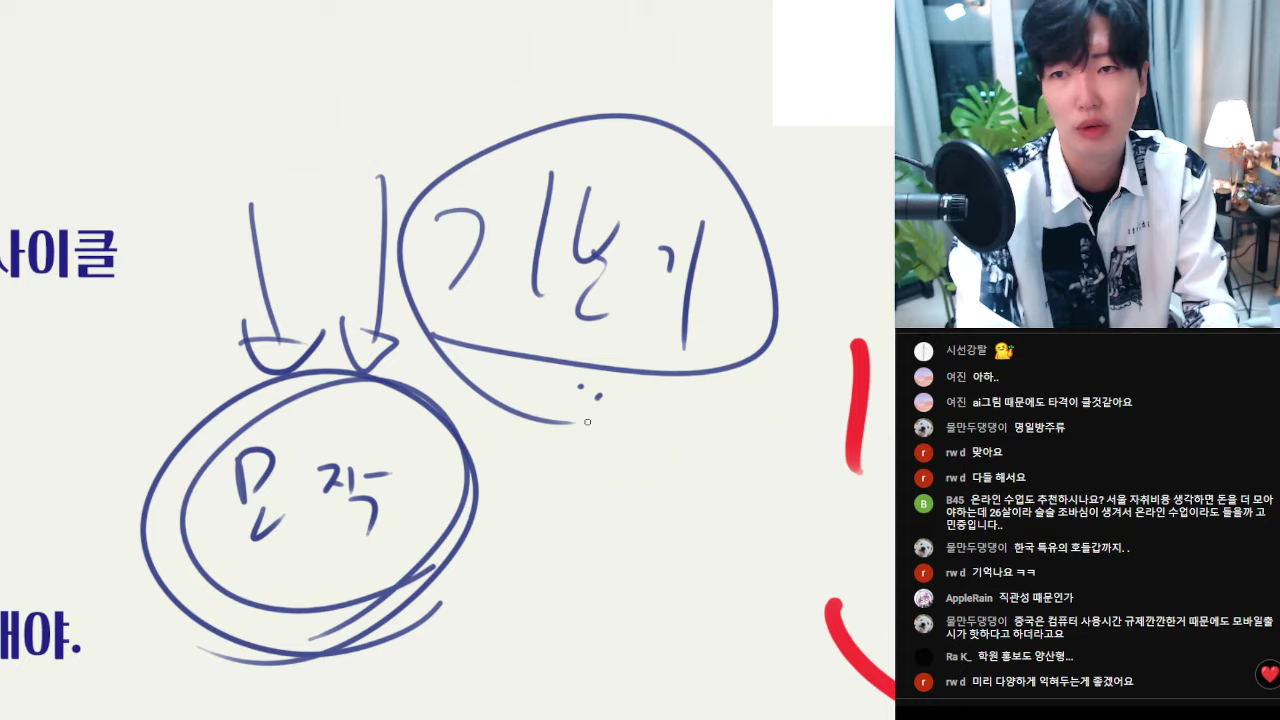 사이클
기본기
민 작
해야.
시선강탈
여진 아하..
여진 ai그림 때문에도 타격이 클것같아요
물만두댕댕이 명일방주류
rw d 맞아요
rw d 다들 해서요
B45 온라인 수업도 추천하시나요? 서울 자취비용 생각하면 돈을 더 모아
야하는데 26살이라 슬슬 조바심이 생겨서 온라인 수업이라도 들을까 고
민중입니다..
물만두댕댕이 한국 특유의 호들갑까지. .
rw d 기억나요 ㅋㅋ
AppleRain 직관성 때문인가
물만두댕댕이 중국은 컴퓨터 사용시간 규제깐깐한거 때문에도 모바일출
시가 핫하다고 하더라고요
Ra K_ 학원 홍보도 양산형...
rw d 미리 다양하게 익혀두는게 좋겠어요